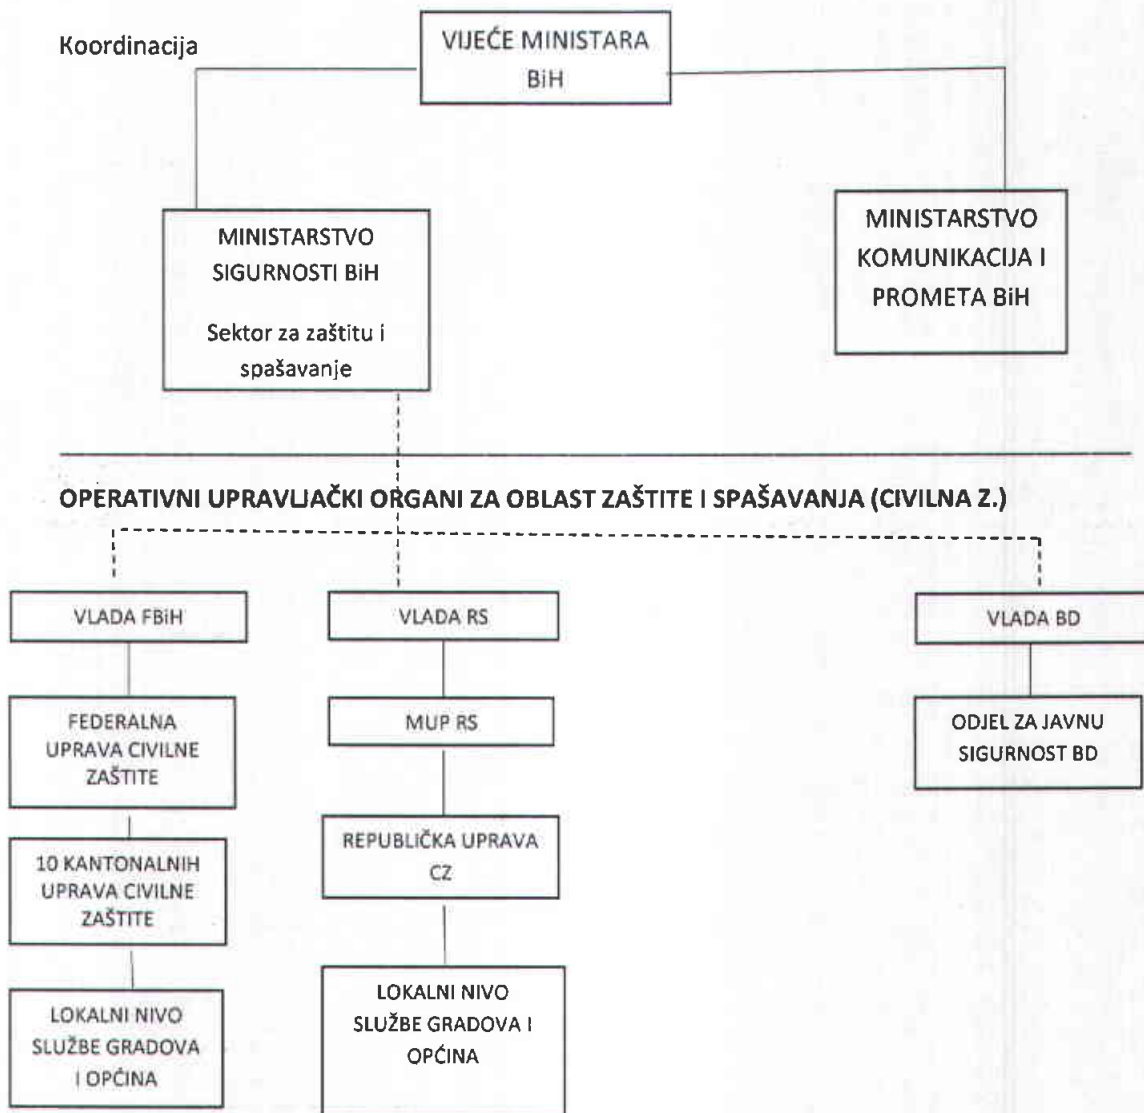 Koordinacija
VIJEĆE MINISTARA
BiH
MINISTARSTVO
SIGURNOSTI BiH
Sektor za zaštitu i
spašavanje
MINISTARSTVO
KOMUNIKACIJA I
PROMETA BiH
OPERATIVNI UPRAVLJAČKI ORGANI ZA OBLAST ZAŠTITE I SPAŠAVANJA (CIVILNA Z.)
VLADA FBiH
FEDERALNA
UPRAVA CIVILNE
ZAŠTITE
10 KANTONALNIH
UPRAVA CIVILNE
ZAŠTITE
LOKALNI NIVO
SLUŽBE GRADOVA
I OPĆINA
VLADA RS
MUP RS
REPUBLIČKA UPRAVA
CZ
LOKALNI NIVO
SLUŽBE GRADOVA I
OPĆINA
VLADA BD
ODJEL ZA JAVNU
SIGURNOST BD